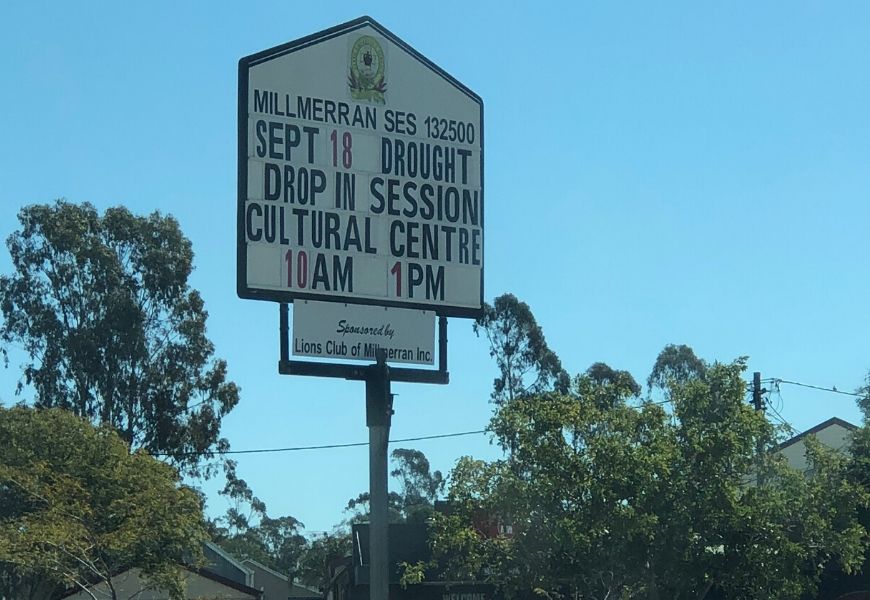 MILLMERRAN SES 132500
SEPT 18 DROUGHT
DROP IN SESSION
CULTURAL CENTRE
10AM 1PM
Sponsored by
Lions Club of Millmerran Inc.
WELCOME